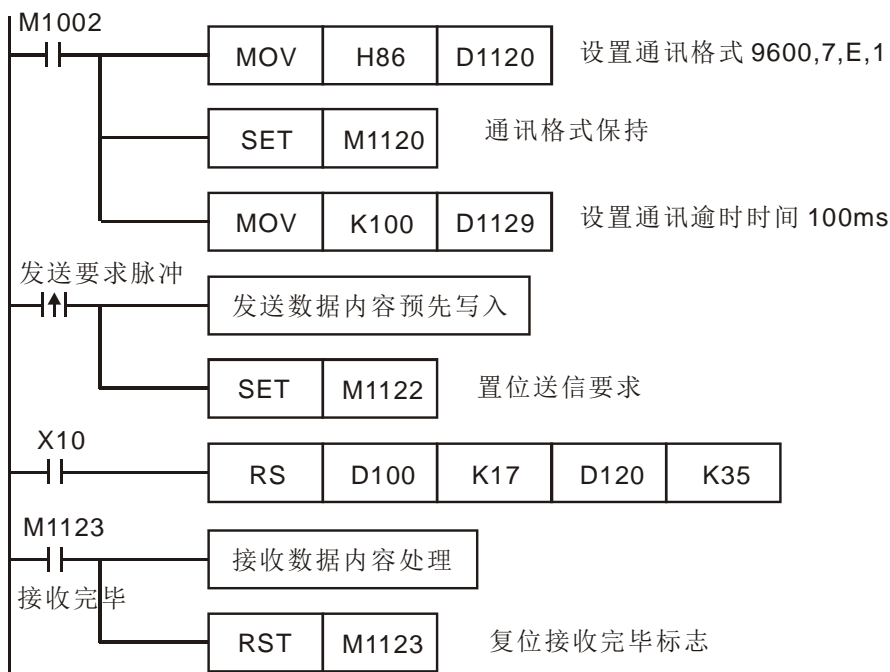 M1002
MOV H86 D1120 设置通讯格式 9600,7,E,1
SET M1120 通讯格式保持
MOV K100 D1129 设置通讯逾时时间 100ms
发送要求脉冲
发送数据内容预先写入
SET M1122 置位送信要求
X10
RS D100 K17 D120 K35
M1123
接收数据内容处理
接收完毕
RST M1123 复位接收完毕标志